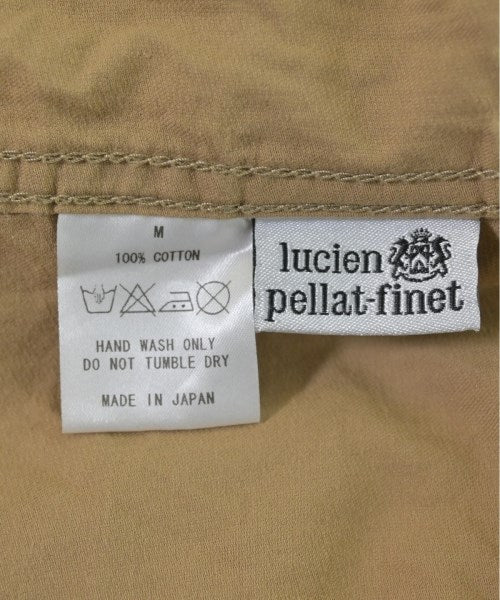 M
100% COTTON
HAND WASH ONLY
DO NOT TUMBLE DRY
MADE IN JAPAN
lucien
pellat-finet